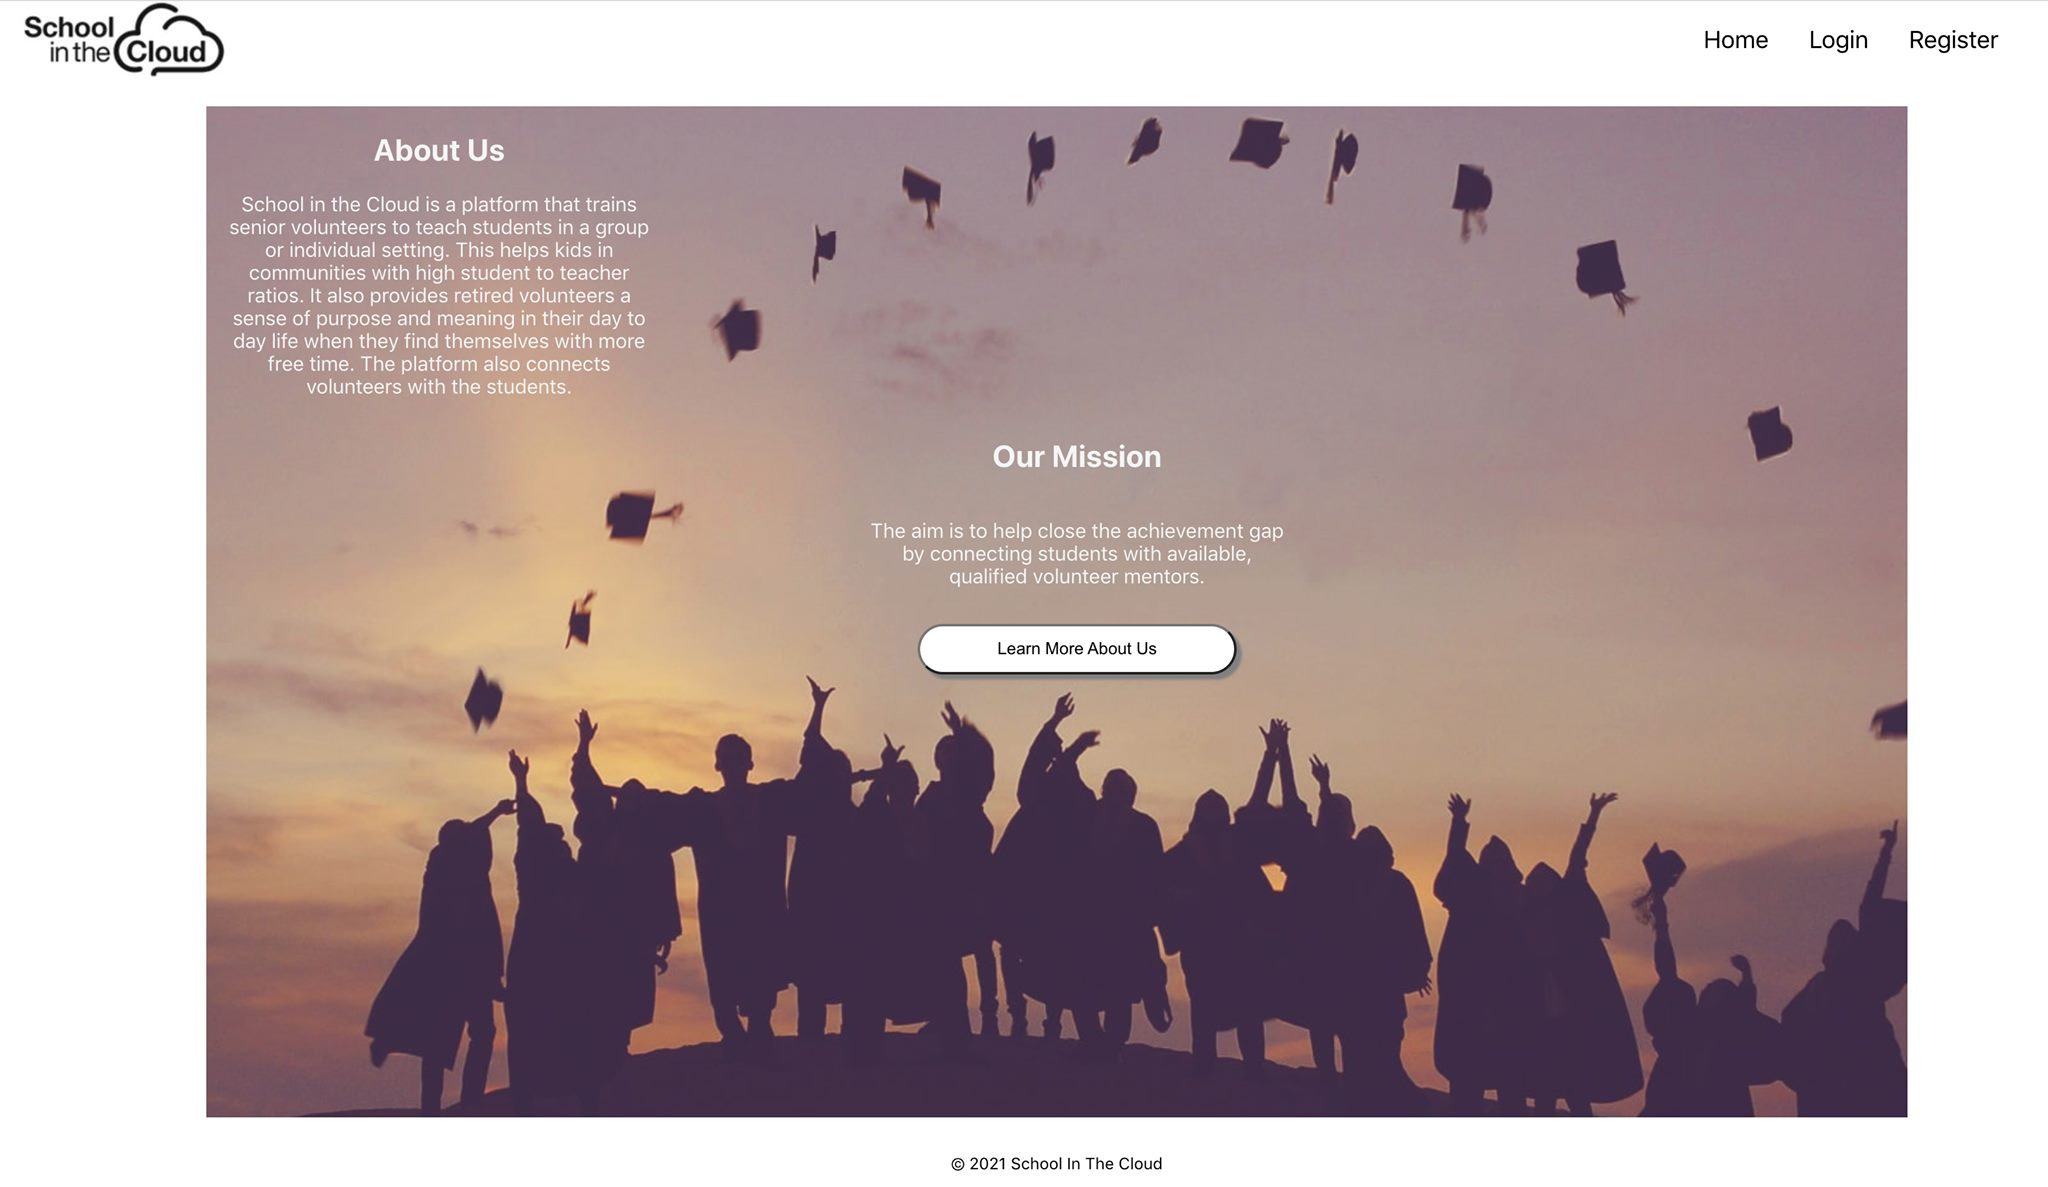 School
in the Cloud
Home Login Register
About Us
School in the Cloud is a platform that trains
senior volunteers to teach students in a group
or individual setting. This helps kids in
communities with high student to teacher
ratios. It also provides retired volunteers a
sense of purpose and meaning in their day to
day life when they find themselves with more
free time. The platform also connects
volunteers with the students.
Our Mission
The aim is to help close the achievement gap
by connecting students with available,
qualified volunteer mentors.
Learn More About Us
© 2021 School In The Cloud